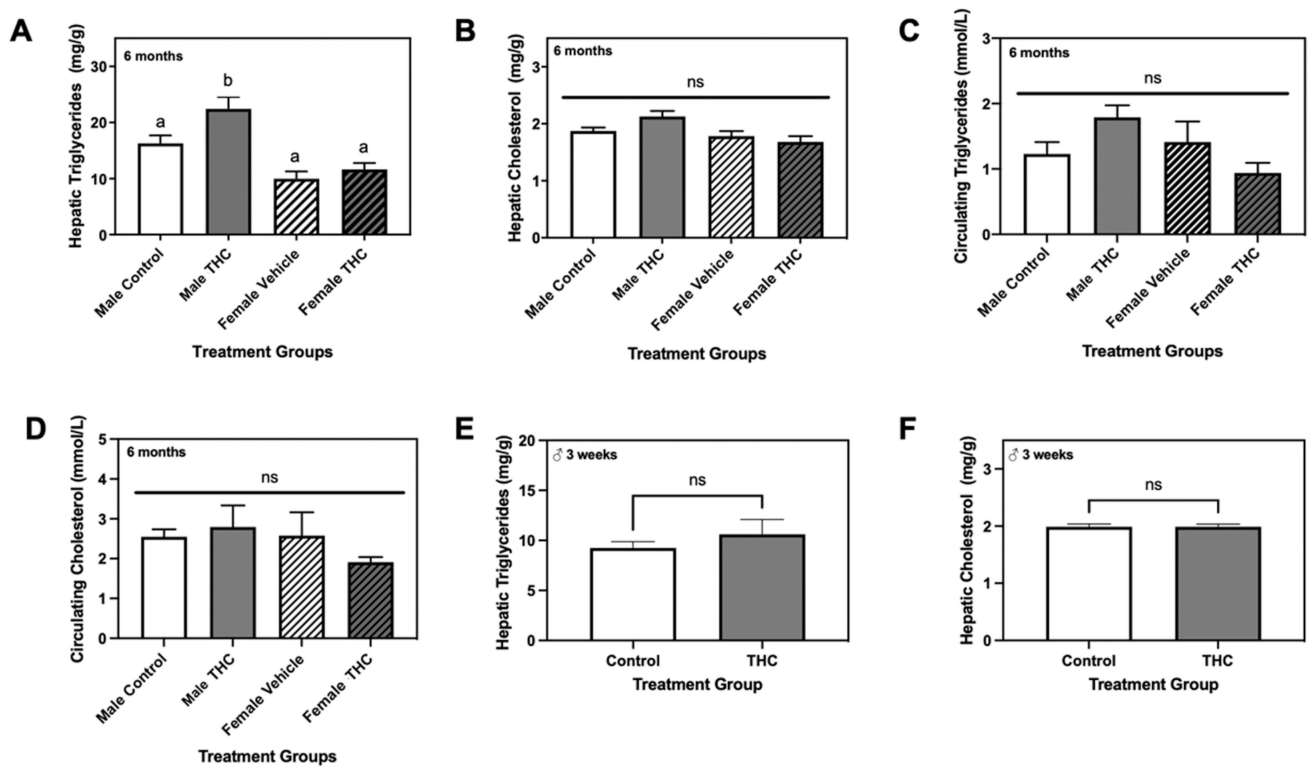 A
6 months
Hepatic Triglycerides (mg/g)
30
20
10
0
a
b
a
a
Male Control
Male THC
Female Vehicle
Female THC
Treatment Groups
B
6 months
Hepatic Cholesterol (mg/g)
3
2
1
0
ns
Male Control
Male THC
Female Vehicle
Female THC
Treatment Groups
C
6 months
Circulating Triglycerides (mmol/L)
3
2
1
0
ns
Male Control
Male THC
Female Vehicle
Female THC
Treatment Groups
D
6 months
Circulating Cholesterol (mmol/L)
5
4
3
2
1
0
ns
Male Control
Male THC
Female Vehicle
Female THC
Treatment Groups
E
♂ 3 weeks
Hepatic Triglycerides (mg/g)
20
15
10
5
0
ns
Control
THC
Treatment Group
F
♂ 3 weeks
Hepatic Cholesterol (mg/g)
3
2
1
0
ns
Control
THC
Treatment Group